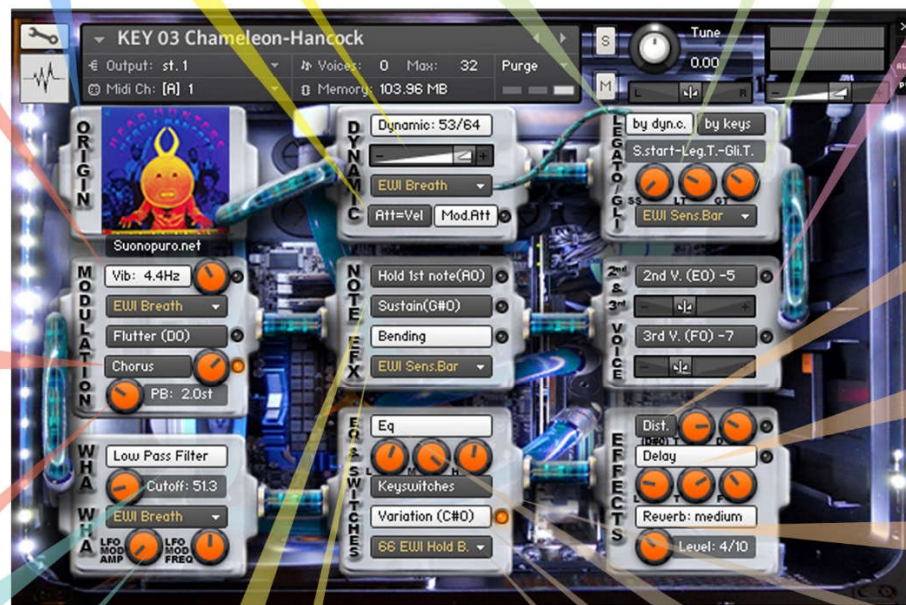 KEY 03 Chameleon-Hancock
Output: st. 1
Voices: 0 Max: 32
Purge
Midi Ch: [A] 1
Memory: 103.96 MB
S
M
Tune
0.00
L R
ORIGIN
Suonopuro.net
DYNAMIC
Dynamic: 53/64
- +
EWI Breath
Att=Vel
Mod.Att
LEGATO/GLI
by dyn.c.
by keys
S.start-Leg.T.-Gli.T.
SS LT GT
EWI Sens.Bar
MODULATION
Vib: 4.4Hz
EWI Breath
Flutter (D0)
Chorus
PB: 2.0st
NOTE EFX
Hold 1st note(A0)
Sustain(G#0)
Bending
EWI Sens.Bar
2nd & 3rd VOICE
2nd V. (E0) -5
- +
3rd V. (F0) -7
WHA WHA
Low Pass Filter
Cutoff: 51.3
EWI Breath
LFO MOD AMP
LFO MOD FREQ
EQ & SWITCHES
Eq
L M H
Keyswitches
Variation (C#0)
66 EWI Hold B.
EFFECTS
Dist.
(D#0) T D
Delay
L T F
Reverb: medium
Level: 4/10